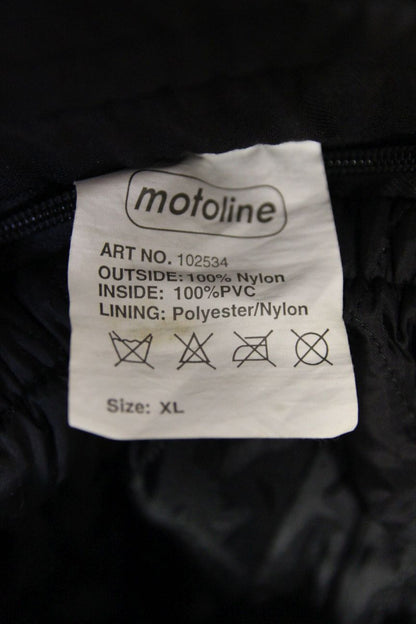 motoline
ART NO. 102534
OUTSIDE: 100% Nylon
INSIDE: 100%PVC
LINING: Polyester/Nylon
Size: XL